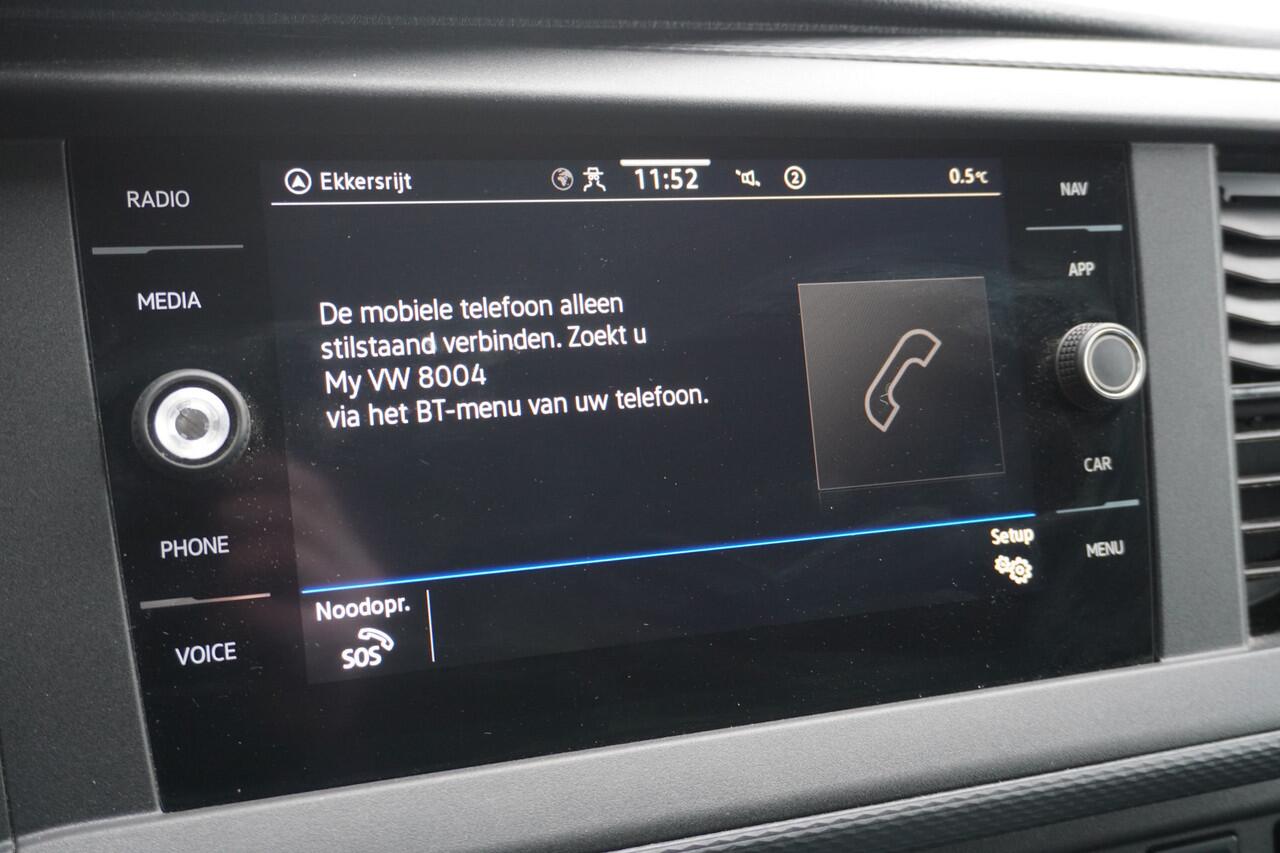 RADIO
MEDIA
PHONE
VOICE
Ekkersrijt
11:52
2
0.5°C
De mobiele telefoon alleen
stilstaand verbinden. Zoekt u
My VW 8004
via het BT-menu van uw telefoon.
Noodopr.
SOS
Setup
NAV
APP
CAR
MENU